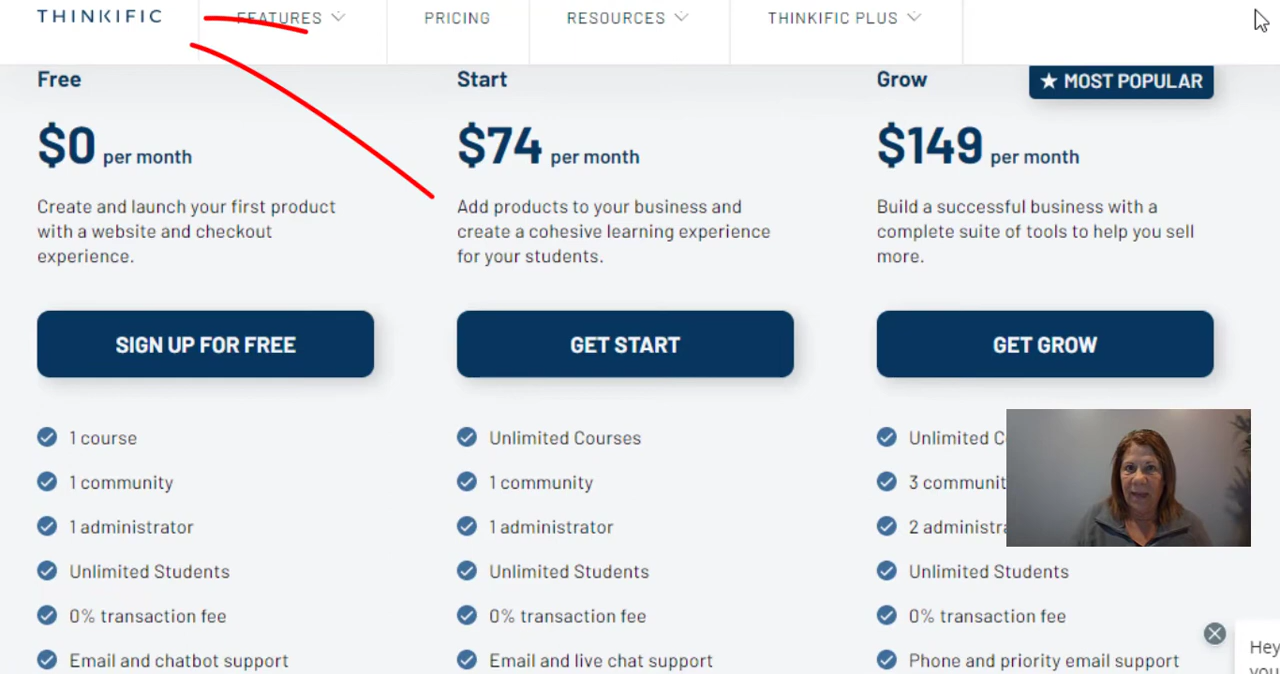 THINKIFIC
FEATURES
PRICING
RESOURCES
THINKIFIC PLUS
Free
$0 per month
Create and launch your first product
with a website and checkout
experience.
SIGN UP FOR FREE
1 course
1 community
1 administrator
Unlimited Students
0% transaction fee
Email and chatbot support
Start
$74 per month
Add products to your business and
create a cohesive learning experience
for your students.
GET START
Unlimited Courses
1 community
1 administrator
Unlimited Students
0% transaction fee
Email and live chat support
Grow
★ MOST POPULAR
$149 per month
Build a successful business with a
complete suite of tools to help you sell
more.
GET GROW
Unlimited
3
2
Unlimited Students
0% transaction fee
Phone and priority email support
Hey